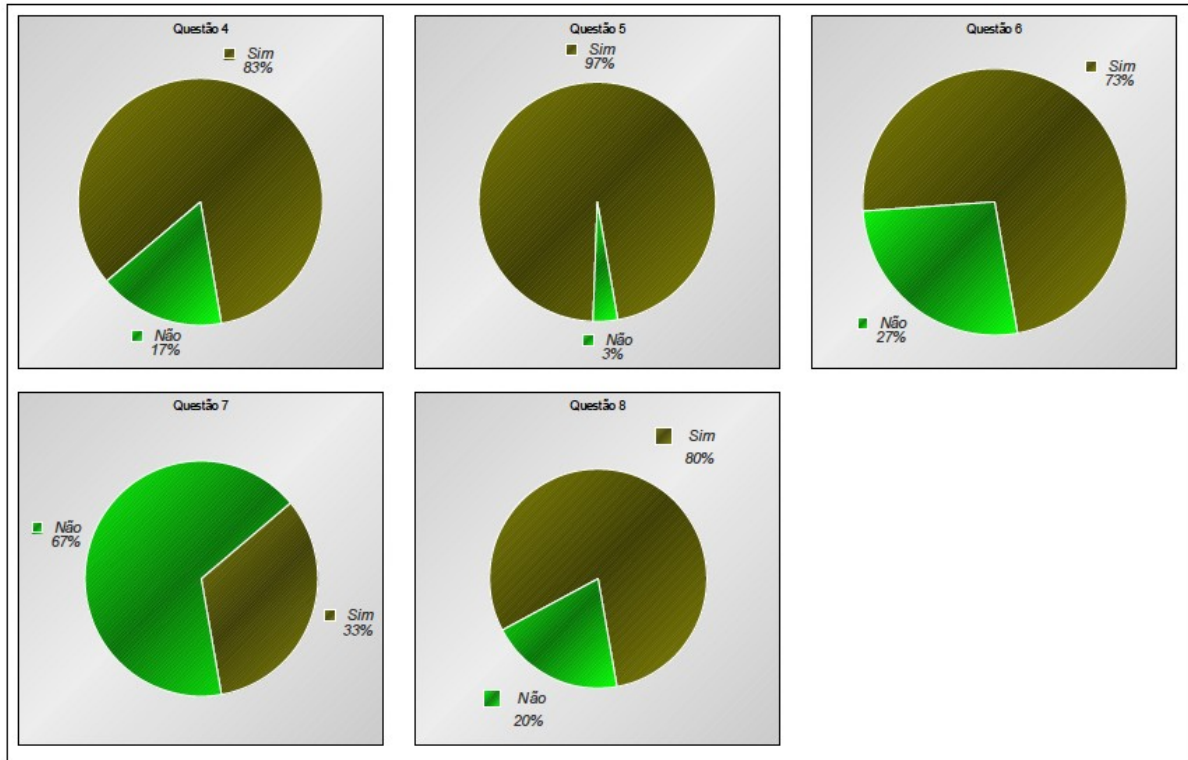 Questão 4
Sim
83%
Não
17%
Questão 5
Sim
97%
Não
3%
Questão 6
Sim
73%
Não
27%
Questão 7
Não
67%
Sim
33%
Questão 8
Sim
80%
Não
20%